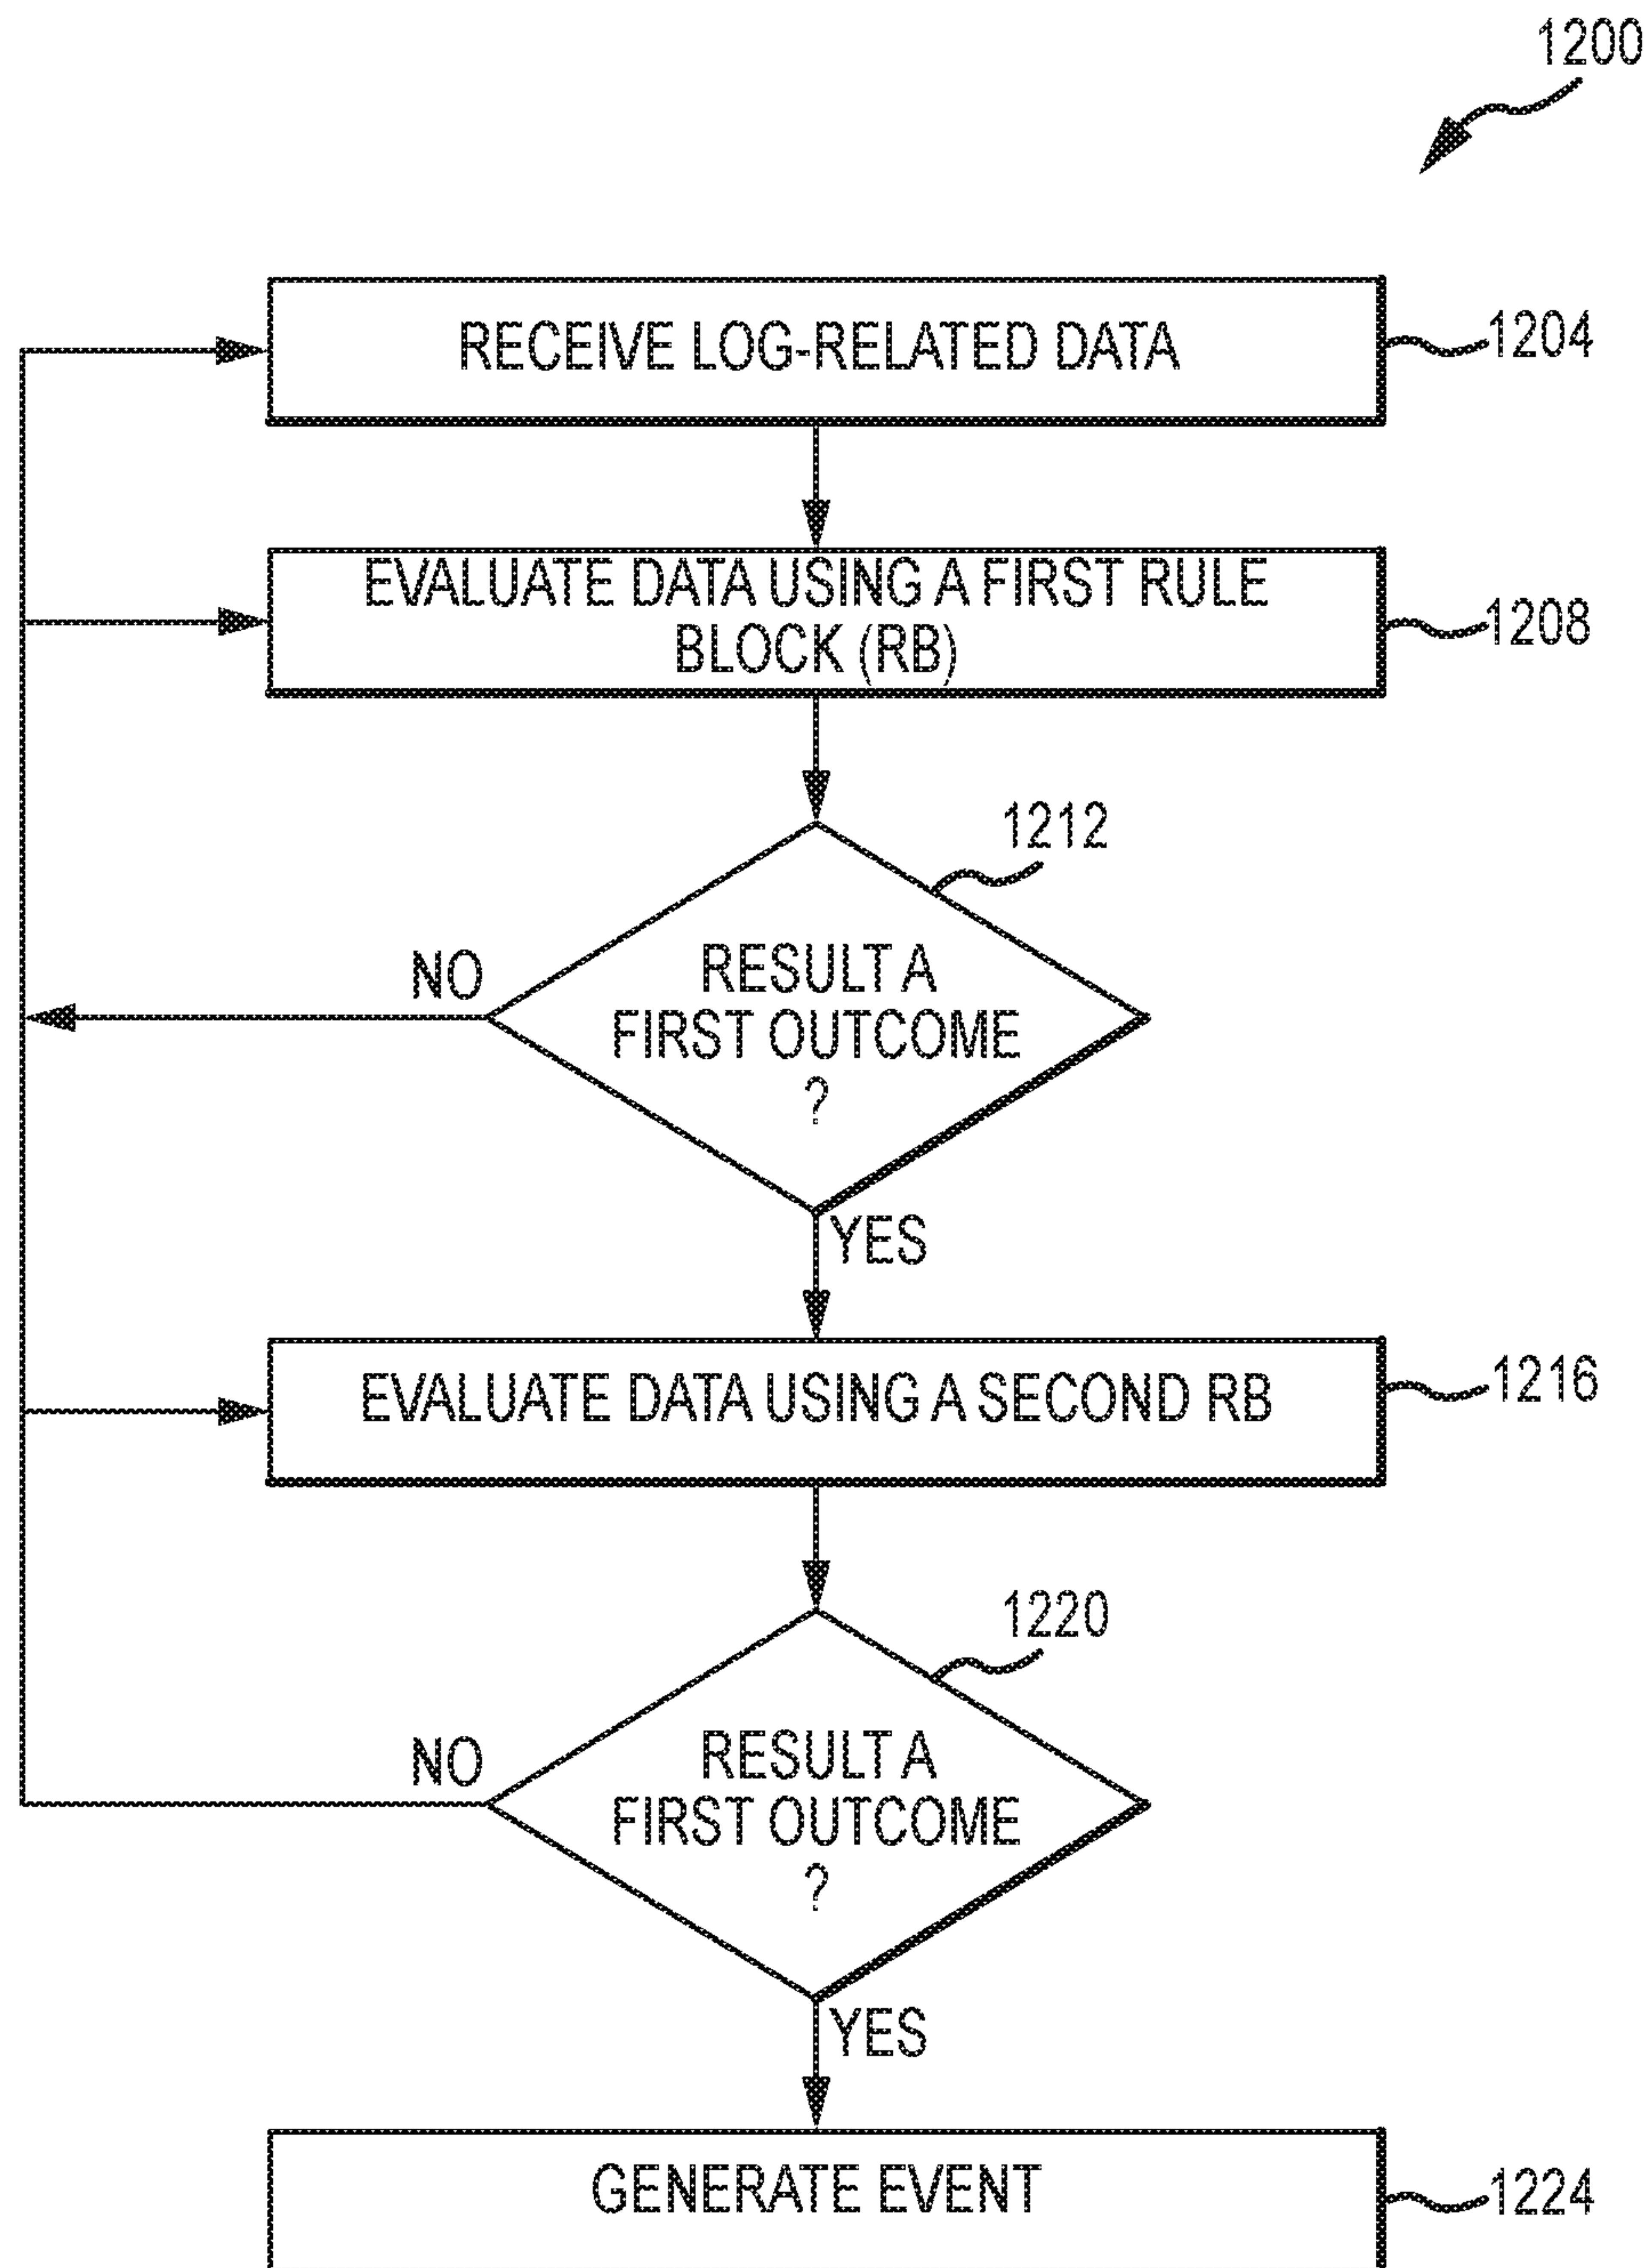 1200
RECEIVE LOG-RELATED DATA
1204
EVALUATE DATA USING A FIRST RULE
BLOCK (RB)
1208
1212
RESULT A
FIRST OUTCOME
?
NO
YES
EVALUATE DATA USING A SECOND RB
1216
1220
RESULT A
FIRST OUTCOME
?
NO
YES
GENERATE EVENT
1224